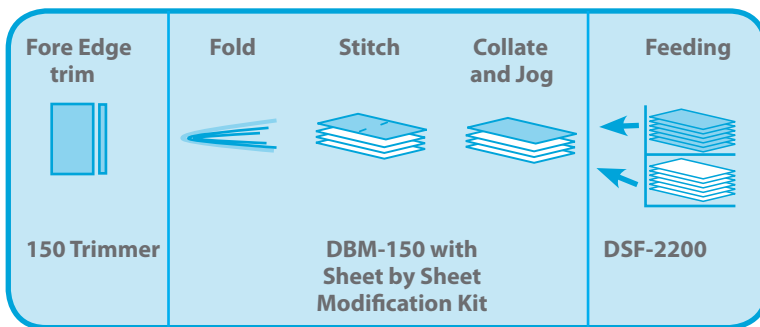 Fore Edge
trim
Fold
Stitch
Collate
and Jog
Feeding
150 Trimmer
DBM-150 with
Sheet by Sheet
Modification Kit
DSF-2200